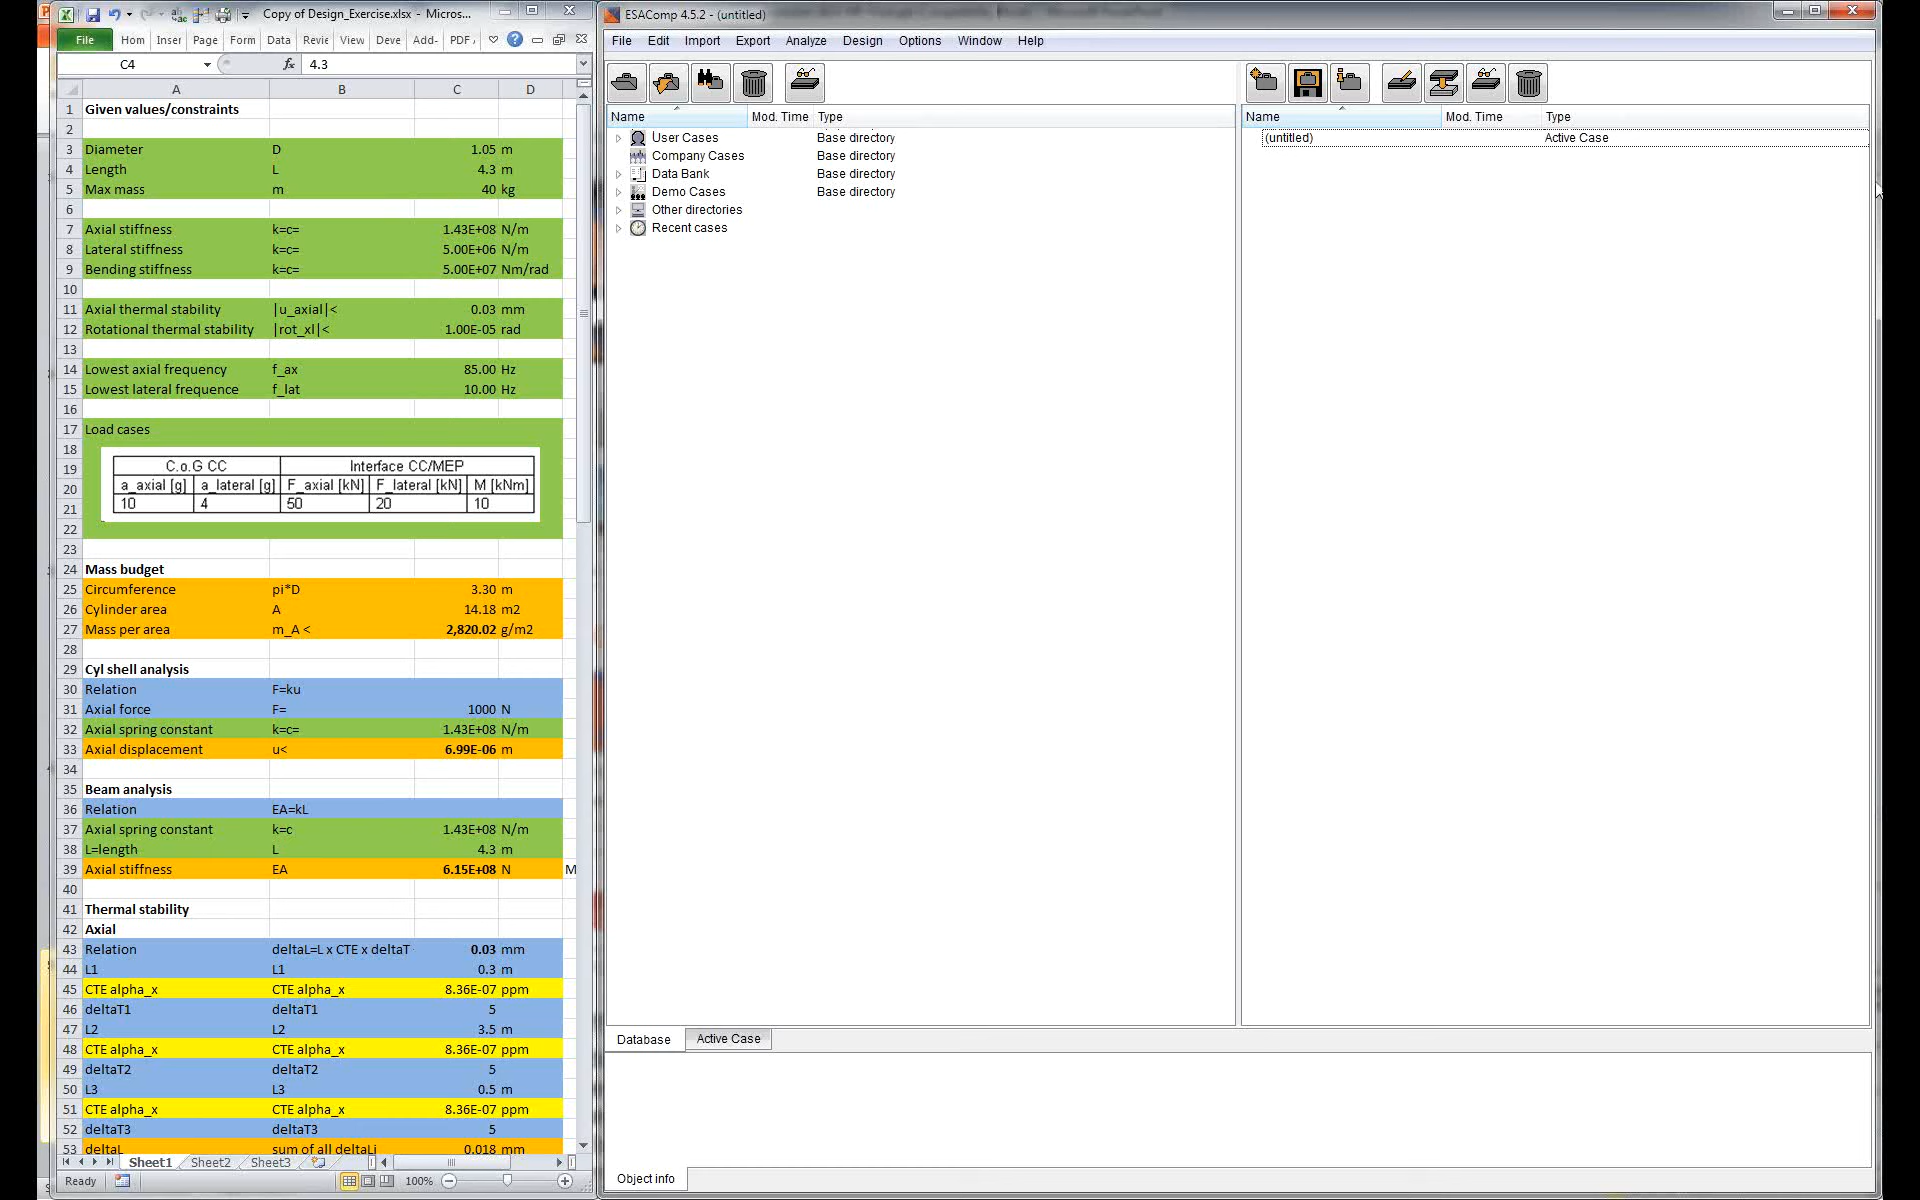 Copy of Design_Exercise.xlsx - Micros...
File Hom Inser Page Form Data Revie View Deve Add- PDF
C4 fx 4.3
A B C D
1 Given values/constraints
2
3 Diameter D 1.05 m
4 Length L 4.3 m
5 Max mass m 40 kg
6
7 Axial stiffness k=c= 1.43E+08 N/m
8 Lateral stiffness k=c= 5.00E+06 N/m
9 Bending stiffness k=c= 5.00E+07 Nm/rad
10
11 Axial thermal stability |u_axial|< 0.03 mm
12 Rotational thermal stability |rot_xl|< 1.00E-05 rad
13
14 Lowest axial frequency f_ax 85.00 Hz
15 Lowest lateral frequence f_lat 10.00 Hz
16
17 Load cases
18
19 C.o.G CC Interface CC/MEP
20 a_axial [g] a_lateral [g] F_axial [kN] F_lateral [kN] M [kNm]
21 10 4 50 20 10
22
23
24 Mass budget
25 Circumference pi*D 3.30 m
26 Cylinder area A 14.18 m2
27 Mass per area m_A < 2,820.02 g/m2
28
29 Cyl shell analysis
30 Relation F=ku
31 Axial force F= 1000 N
32 Axial spring constant k=c= 1.43E+08 N/m
33 Axial displacement u< 6.99E-06 m
34
35 Beam analysis
36 Relation EA=kL
37 Axial spring constant k=c 1.43E+08 N/m
38 L=length L 4.3 m
39 Axial stiffness EA 6.15E+08 N M
40
41 Thermal stability
42 Axial
43 Relation deltaL=L x CTE x deltaT 0.03 mm
44 L1 L1 0.3 m
45 CTE alpha_x CTE alpha_x 8.36E-07 ppm
46 deltaT1 deltaT1 5
47 L2 L2 3.5 m
48 CTE alpha_x CTE alpha_x 8.36E-07 ppm
49 deltaT2 deltaT2 5
50 L3 L3 0.5 m
51 CTE alpha_x CTE alpha_x 8.36E-07 ppm
52 deltaT3 deltaT3 5
53 deltaL sum of all deltaLi 0.018 mm
Sheet1 Sheet2 Sheet3
Ready 100%
ESAComp 4.5.2 - (untitled)
File Edit Import Export Analyze Design Options Window Help
Name Mod. Time Type
User Cases Base directory
Company Cases Base directory
Data Bank Base directory
Demo Cases Base directory
Other directories
Recent cases
Name Mod. Time Type
(untitled) Active Case
Database Active Case
Object info